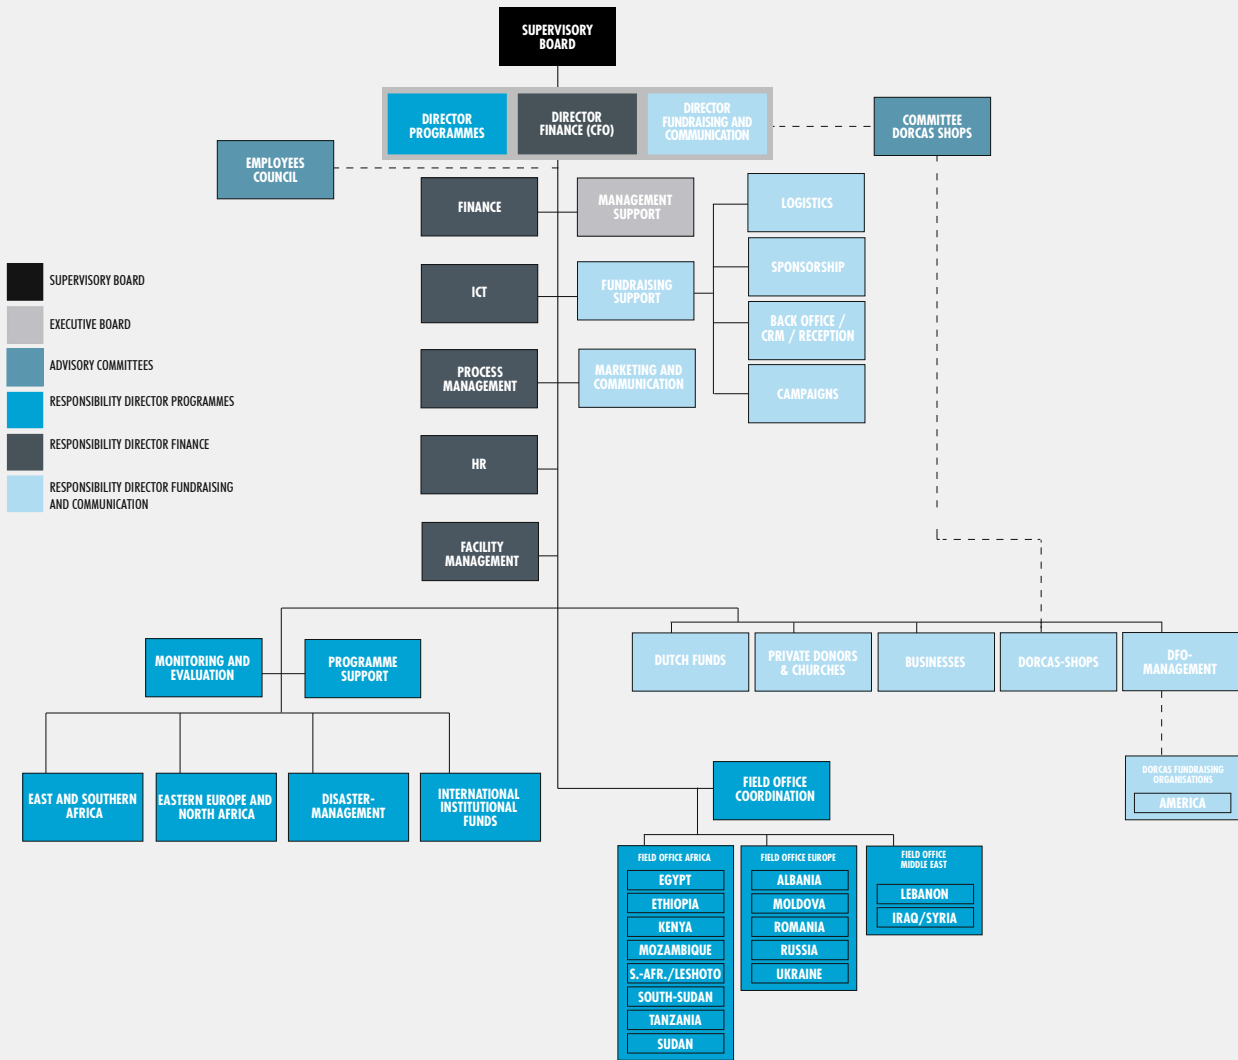 SUPERVISORY
BOARD
DIRECTOR
PROGRAMMES
DIRECTOR
FINANCE (CFO)
DIRECTOR
FUNDRAISING AND
COMMUNICATION
COMMITTEE
DORCAS SHOPS
EMPLOYEES
COUNCIL
FINANCE
MANAGEMENT
SUPPORT
LOGISTICS
ICT
FUNDRAISING
SUPPORT
SPONSORSHIP
BACK OFFICE /
CRM / RECEPTION
PROCESS
MANAGEMENT
MARKETING AND
COMMUNICATION
CAMPAIGNS
HR
FACILITY
MANAGEMENT
SUPERVISORY BOARD
EXECUTIVE BOARD
ADVISORY COMMITTEES
RESPONSIBILITY DIRECTOR PROGRAMMES
RESPONSIBILITY DIRECTOR FINANCE
RESPONSIBILITY DIRECTOR FUNDRAISING
AND COMMUNICATION
MONITORING AND
EVALUATION
PROGRAMME
SUPPORT
DUTCH FUNDS
PRIVATE DONORS
& CHURCHES
BUSINESSES
DORCAS-SHOPS
DFO-
MANAGEMENT
EAST AND SOUTHERN
AFRICA
EASTERN EUROPE AND
NORTH AFRICA
DISASTER-
MANAGEMENT
INTERNATIONAL
INSTITUTIONAL
FUNDS
FIELD OFFICE
COORDINATION
DORCAS FUNDRAISING
ORGANISATIONS
AMERICA
FIELD OFFICE AFRICA
EGYPT
ETHIOPIA
KENYA
MOZAMBIQUE
S.-AFR./LESHOTO
SOUTH-SUDAN
TANZANIA
SUDAN
FIELD OFFICE EUROPE
ALBANIA
MOLDOVA
ROMANIA
RUSSIA
UKRAINE
FIELD OFFICE
MIDDLE EAST
LEBANON
IRAQ/SYRIA